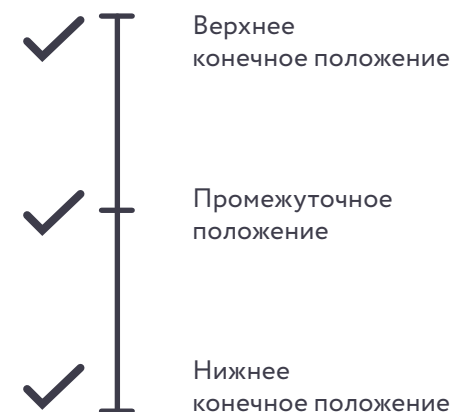 Верхнее
конечное положение
Промежуточное
положение
Нижнее
конечное положение